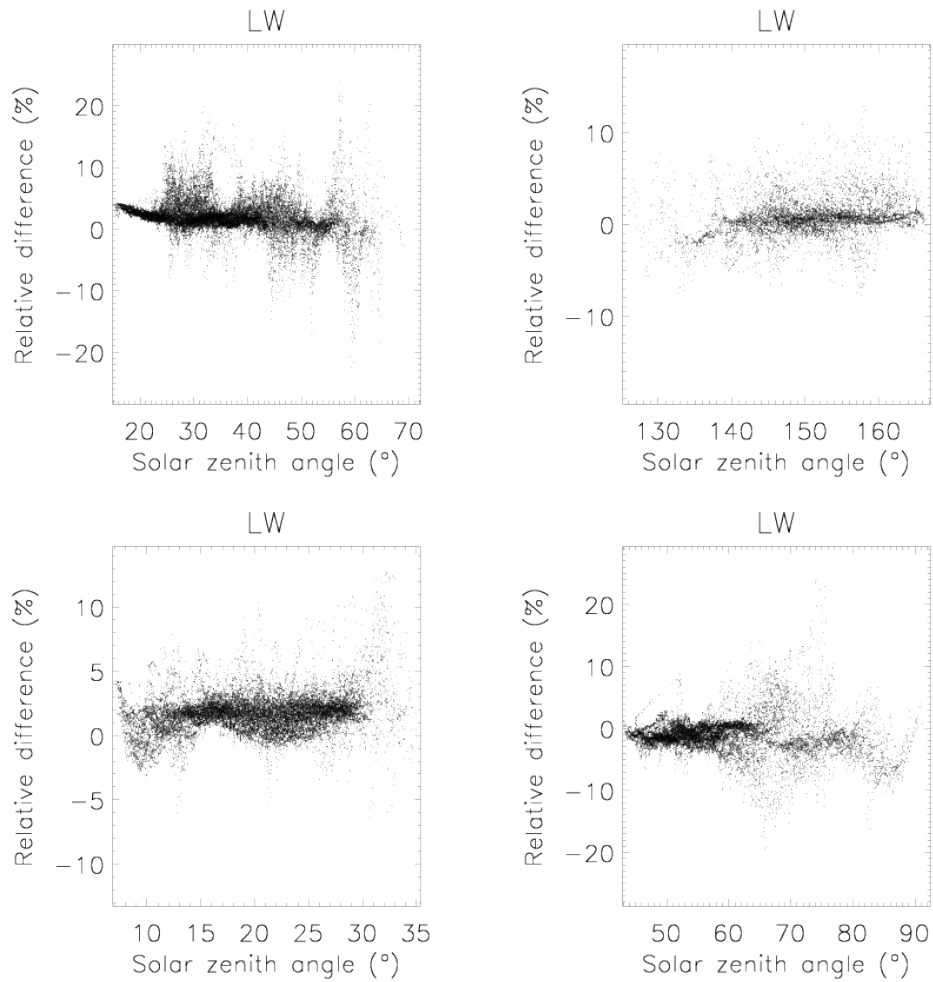 LW
Relative difference (%)
20
10
0
−10
−20
20 30 40 50 60 70
Solar zenith angle (°)
LW
Relative difference (%)
10
0
−10
130 140 150 160
Solar zenith angle (°)
LW
Relative difference (%)
10
5
0
−5
−10
10 15 20 25 30 35
Solar zenith angle (°)
LW
Relative difference (%)
20
10
0
−10
−20
50 60 70 80 90
Solar zenith angle (°)